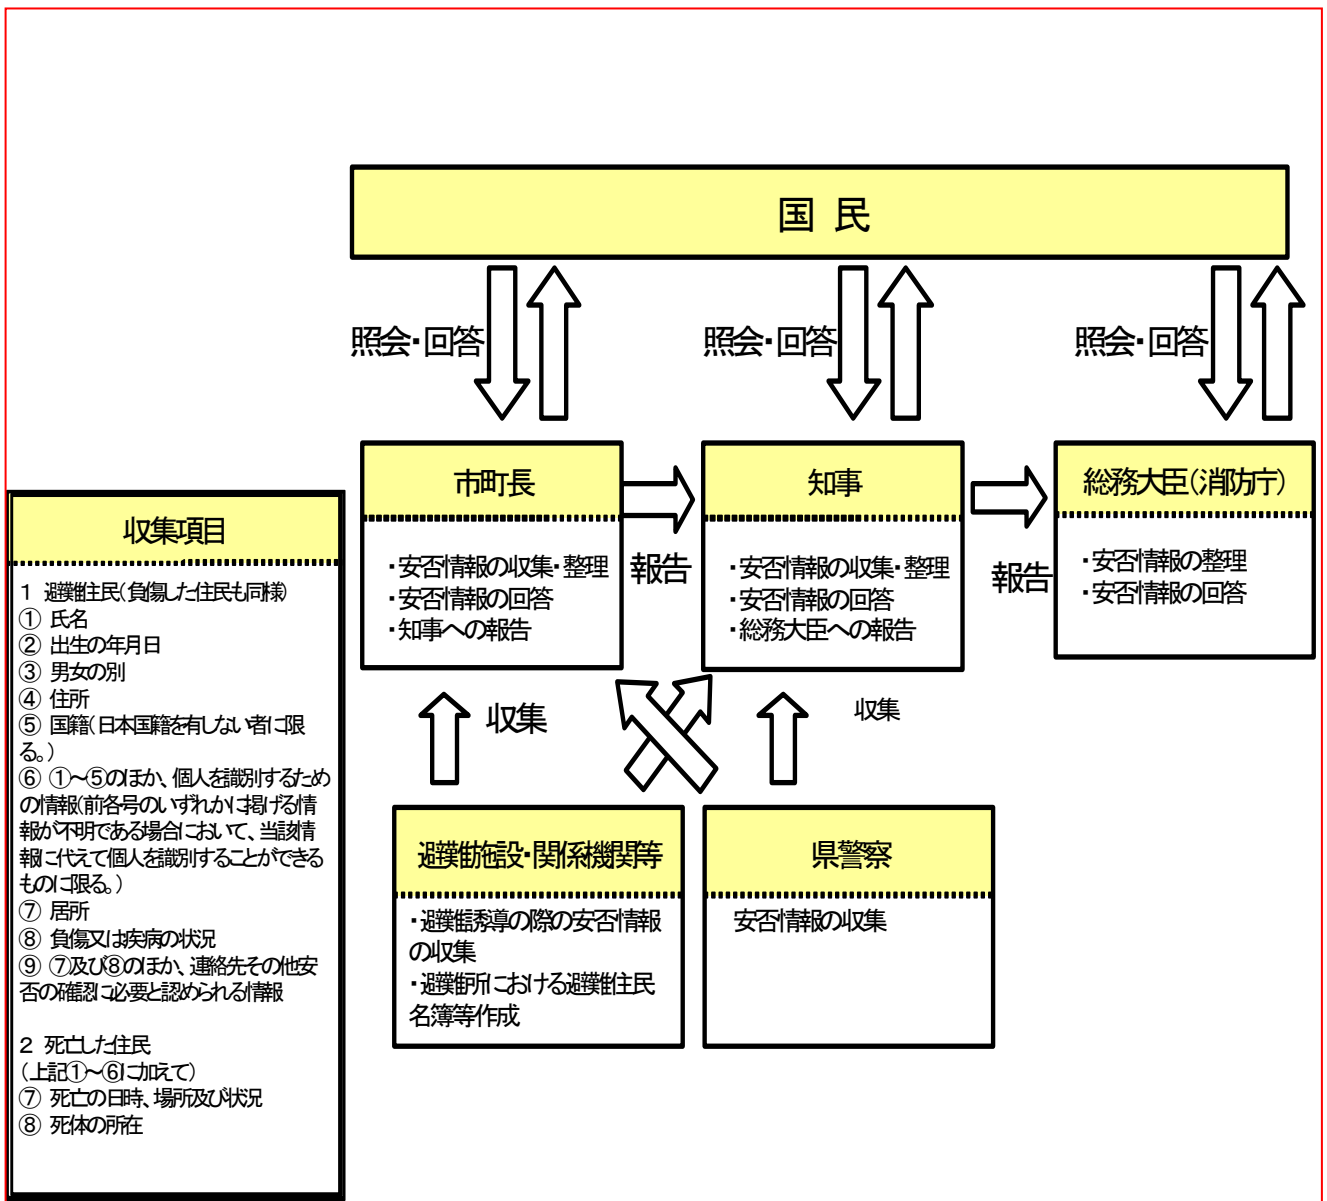 国 民
照会・回答
照会・回答
照会・回答
市町長
・安否情報の収集・整理
・安否情報の回答
・知事への報告
報告
知事
・安否情報の収集・整理
・安否情報の回答
・総務大臣への報告
報告
総務大臣(消防庁)
・安否情報の整理
・安否情報の回答
収集
収集
避難施設・関係機関等
・避難誘導の際の安否情報
の収集
・避難所における避難住民
名簿等作成
県警察
安否情報の収集
収集項目
1 避難住民(負傷した住民も同様)
① 氏名
② 出生の年月日
③ 男女の別
④ 住所
⑤ 国籍(日本国籍を有しない者に限
る。)
⑥ ①~⑤のほか、個人を識別するため
の情報(前各号のいずれかに掲げる情
報が不明である場合において、当該情
報に代えて個人を識別することができる
ものに限る。)
⑦ 居所
⑧ 負傷又は疾病の状況
⑨ ⑦及び⑧のほか、連絡先その他安
否の確認に必要と認められる情報
2 死亡した住民
(上記①~⑥に加えて)
⑦ 死亡の日時、場所及び状況
⑧ 死体の所在